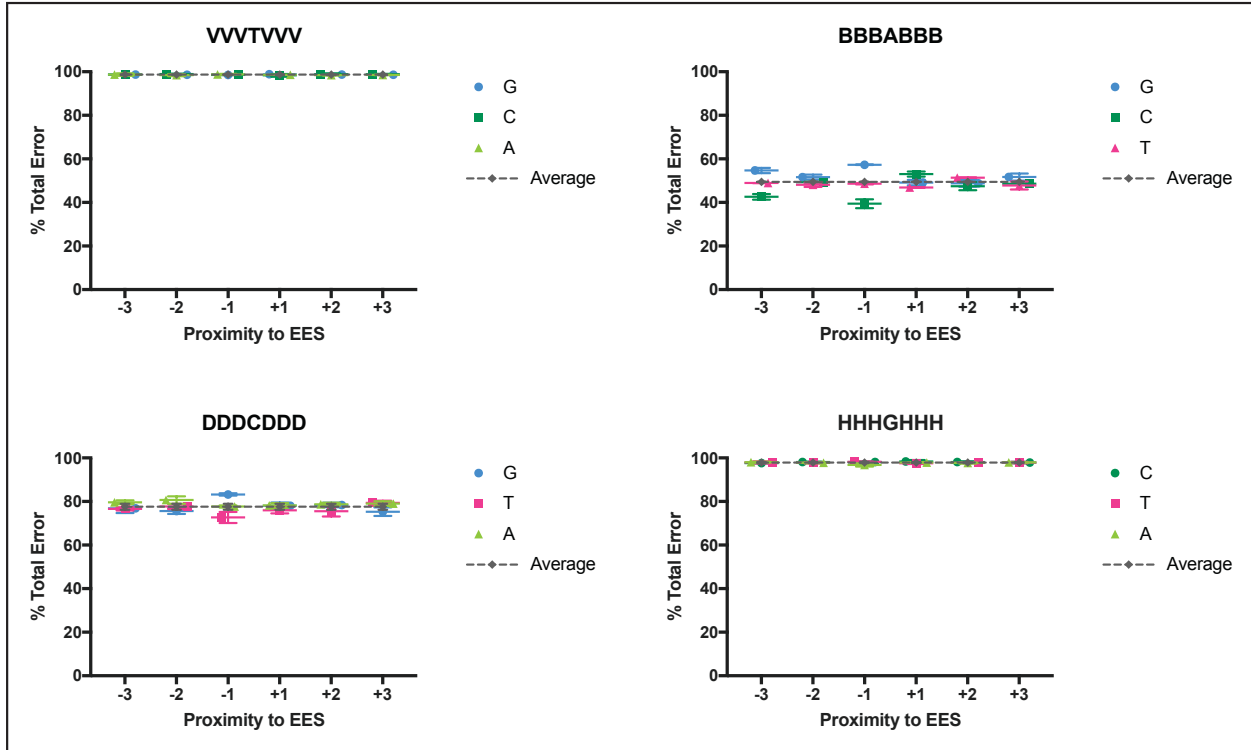 VVVTVVV
% Total Error
100
80
60
40
20
0
-3 -2 -1 +1 +2 +3
Proximity to EES
G
C
A
Average
BBBABBB
% Total Error
100
80
60
40
20
0
-3 -2 -1 +1 +2 +3
Proximity to EES
G
C
T
Average
DDDCDDD
% Total Error
100
80
60
40
20
0
-3 -2 -1 +1 +2 +3
Proximity to EES
G
T
A
Average
HHHGHHH
% Total Error
100
80
60
40
20
0
-3 -2 -1 +1 +2 +3
Proximity to EES
C
T
A
Average